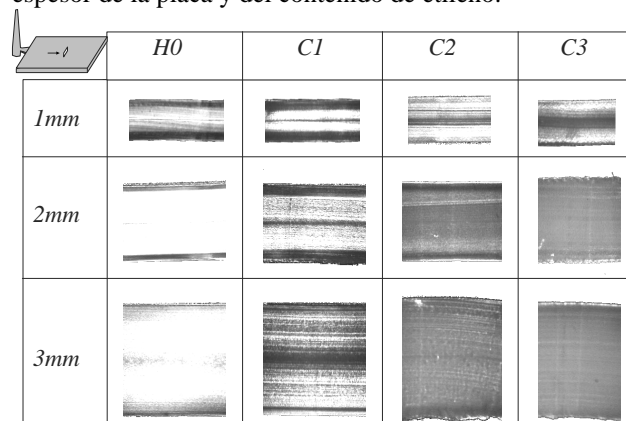 espesor de la placa y del contenido de etileno.
H0 C1 C2 C3
1mm
2mm
3mm